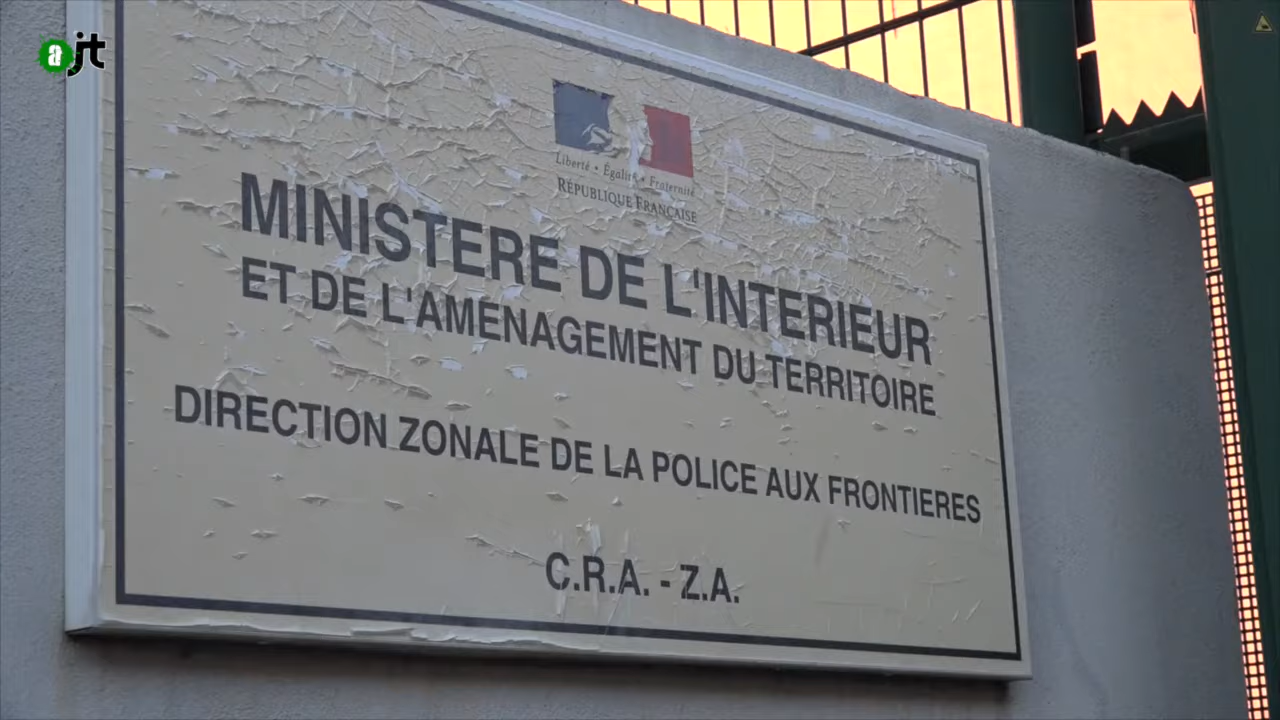 ajt
Liberté • Égalité • Fraternité
RÉPUBLIQUE FRANÇAISE
MINISTERE DE L'INTERIEUR
ET DE L'AMENAGEMENT DU TERRITOIRE
DIRECTION ZONALE DE LA POLICE AUX FRONTIERES
C.R.A. - Z.A.